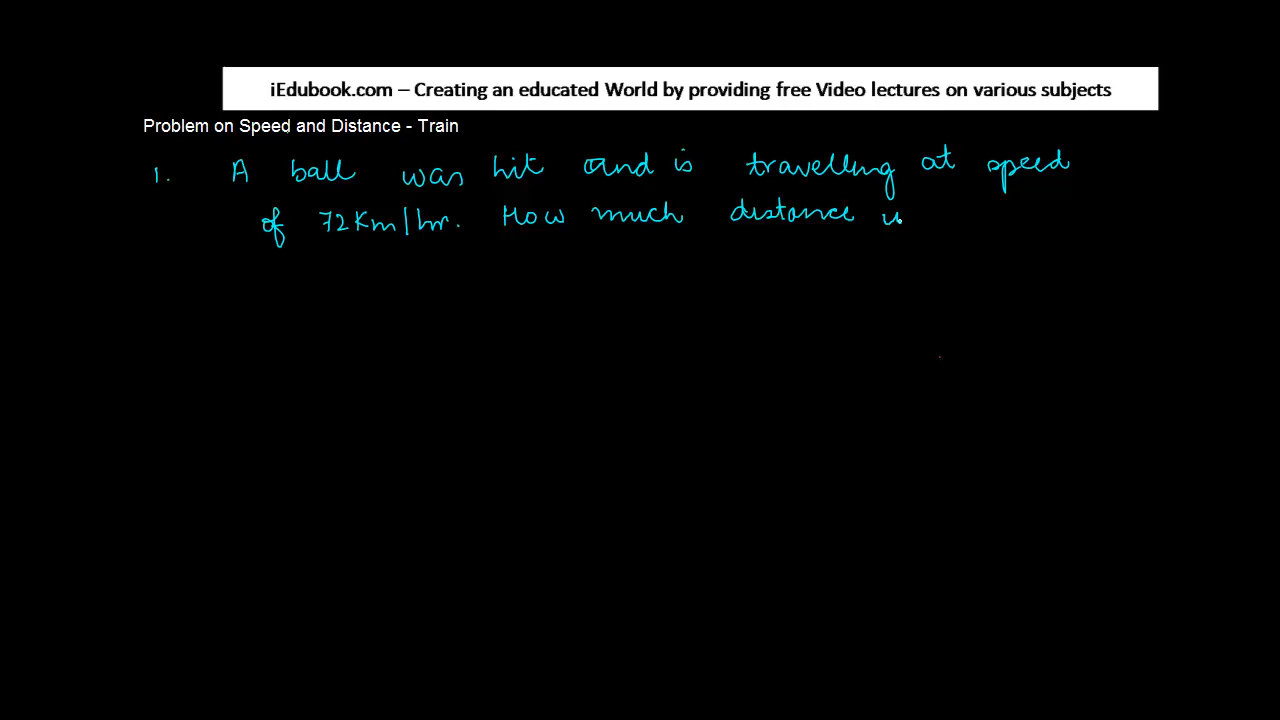 iEdubook.com – Creating an educated World by providing free Video lectures on various subjects
Problem on Speed and Distance - Train
1. A ball was hit and is travelling at speed
of 72Km/hr. How much distance